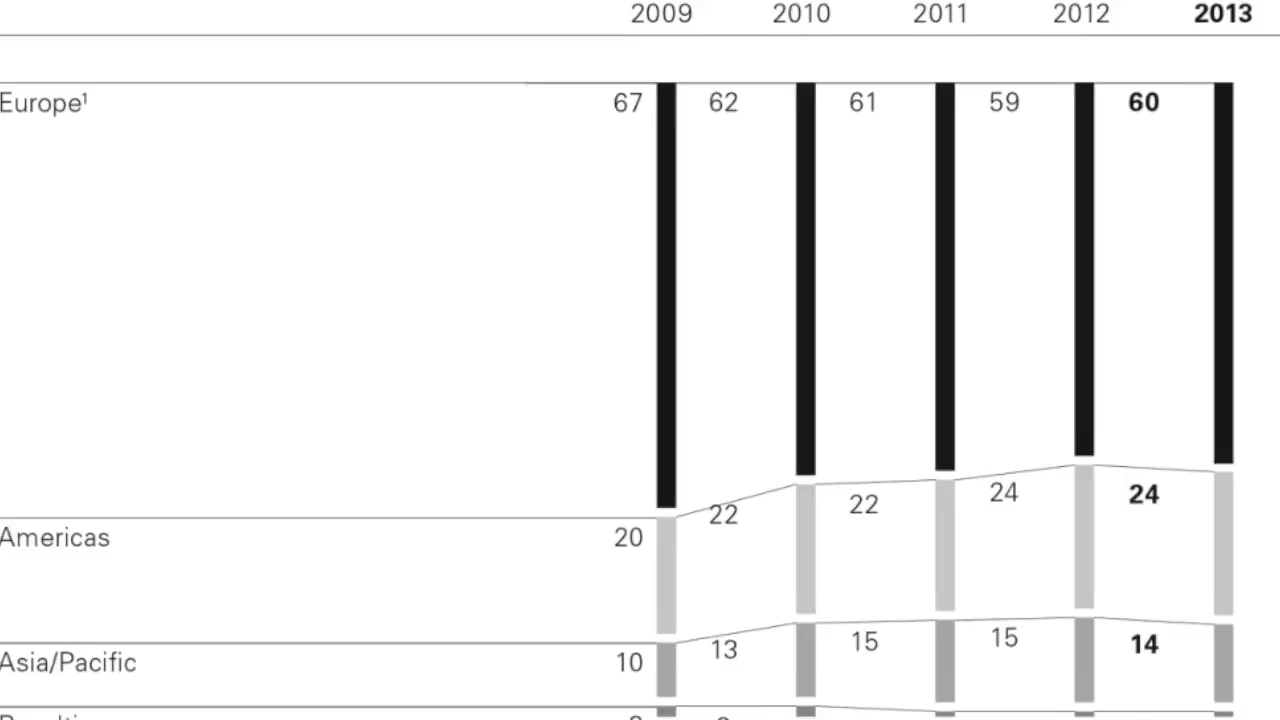 2009 2010 2011 2012 2013
Europe¹ 67 62 61 59 60
Americas 20 22 22 24 24
Asia/Pacific 10 13 15 15 14